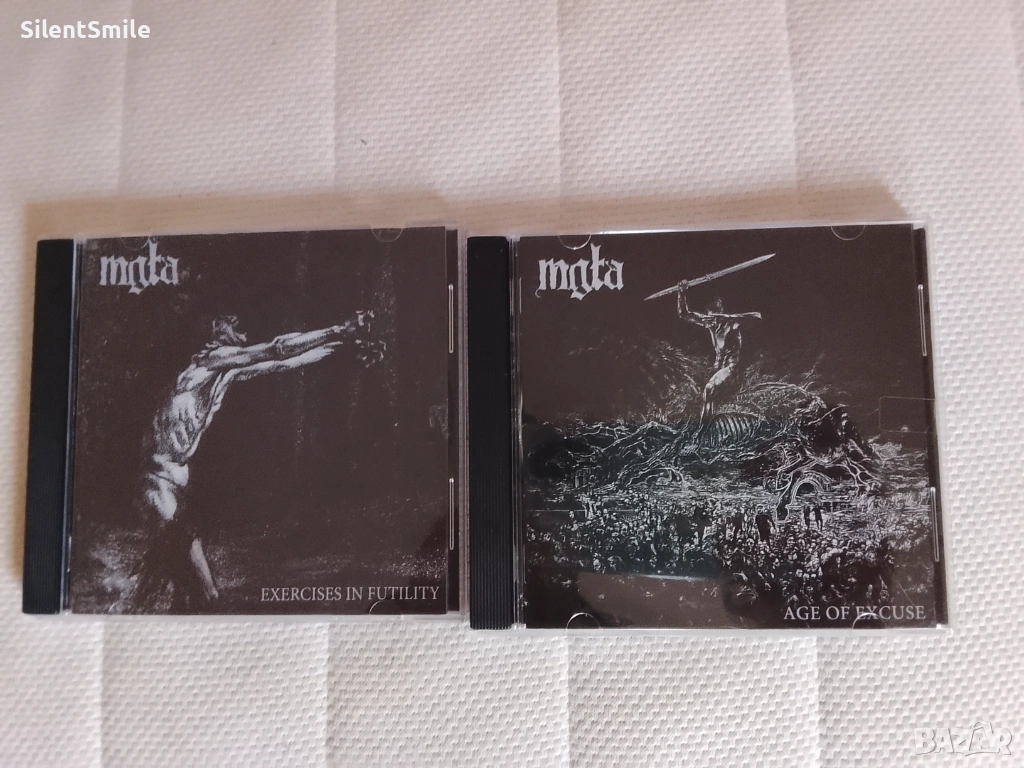 SilentSmile
mgła
EXERCISES IN FUTILITY
mgła
AGE OF EXCUSE
BAZAR